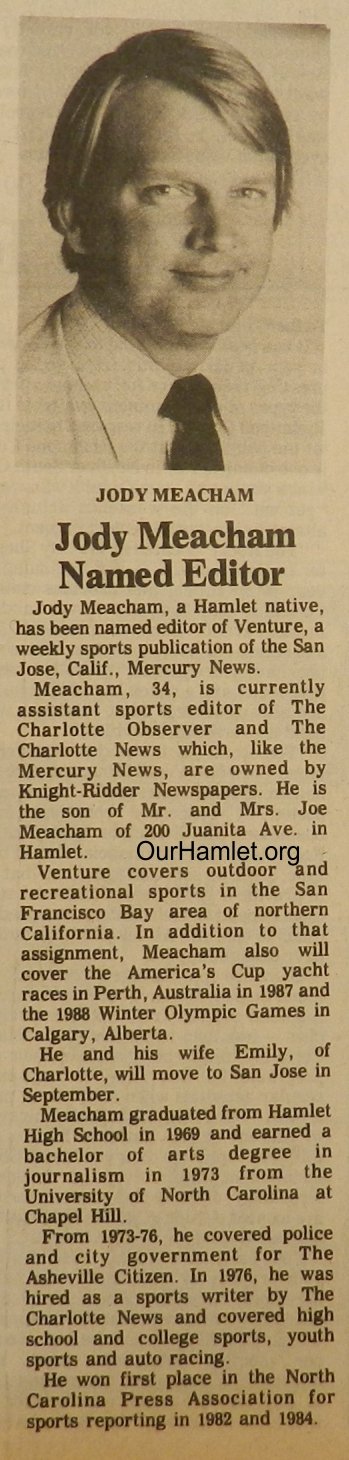 JODY MEACHAM
Jody Meacham
Named Editor
Jody Meacham, a Hamlet native,
has been named editor of Venture, a
weekly sports publication of the San
Jose, Calif., Mercury News.
Meacham, 34, is currently
assistant sports editor of The
Charlotte Observer and The
Charlotte News which, like the
Mercury News, are owned by
Knight-Ridder Newspapers. He is
the son of Mr. and Mrs. Joe
Meacham of 200 Juanita Ave. in
Hamlet.
OurHamlet.org
Venture covers outdoor and
recreational sports in the San
Francisco Bay area of northern
California. In addition to that
assignment, Meacham also will
cover the America's Cup yacht
races in Perth, Australia in 1987 and
the 1988 Winter Olympic Games in
Calgary, Alberta.
He and his wife Emily, of
Charlotte, will move to San Jose in
September.
Meacham graduated from Hamlet
High School in 1969 and earned a
bachelor of arts degree in
journalism in 1973 from the
University of North Carolina at
Chapel Hill.
From 1973-76, he covered police
and city government for The
Asheville Citizen. In 1976, he was
hired as a sports writer by The
Charlotte News and covered high
school and college sports, youth
sports and auto racing.
He won first place in the North
Carolina Press Association for
sports reporting in 1982 and 1984.